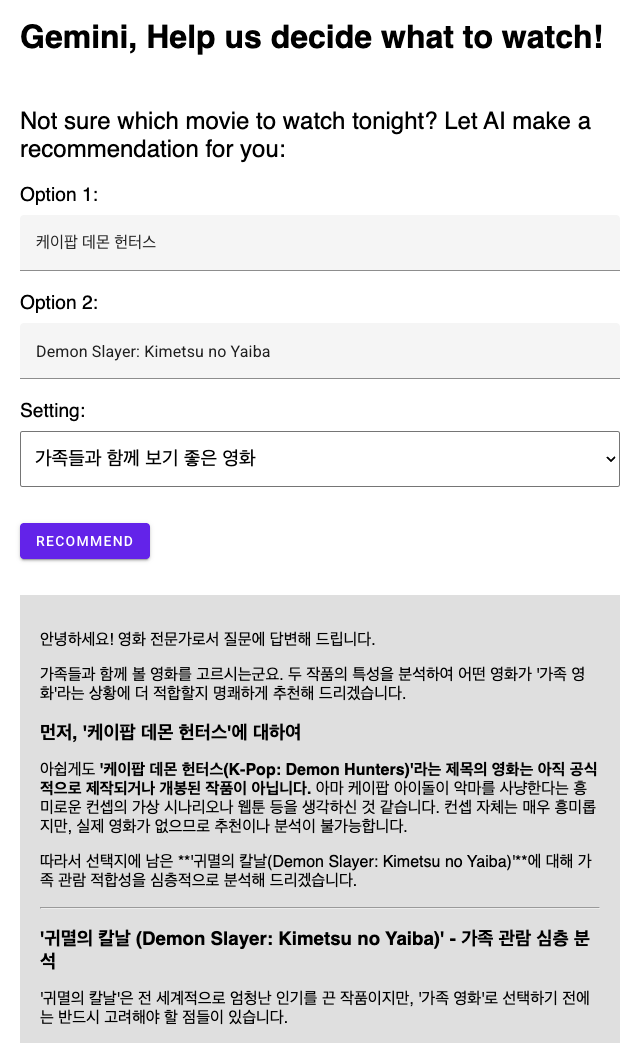 Gemini, Help us decide what to watch!
Not sure which movie to watch tonight? Let AI make a
recommendation for you:
Option 1:
케이팝 데몬 헌터스
Option 2:
Demon Slayer: Kimetsu no Yaiba
Setting:
가족들과 함께 보기 좋은 영화
RECOMMEND
안녕하세요! 영화 전문가로서 질문에 답변해 드립니다.
가족들과 함께 볼 영화를 고르시는군요. 두 작품의 특성을 분석하여 어떤 영화가 '가족 영
화'라는 상황에 더 적합할지 명쾌하게 추천해 드리겠습니다.
먼저, '케이팝 데몬 헌터스'에 대하여
아쉽게도 '케이팝 데몬 헌터스(K-Pop: Demon Hunters)'라는 제목의 영화는 아직 공식
적으로 제작되거나 개봉된 작품이 아닙니다. 아마 케이팝 아이돌이 악마를 사냥한다는 흥
미로운 컨셉의 가상 시나리오나 웹툰 등을 생각하신 것 같습니다. 컨셉 자체는 매우 흥미롭
지만, 실제 영화가 없으므로 추천이나 분석이 불가능합니다.
따라서 선택지에 남은 **'귀멸의 칼날(Demon Slayer: Kimetsu no Yaiba)'**에 대해 가
족 관람 적합성을 심층적으로 분석해 드리겠습니다.
'귀멸의 칼날 (Demon Slayer: Kimetsu no Yaiba)' - 가족 관람 심층 분
석
'귀멸의 칼날'은 전 세계적으로 엄청난 인기를 끈 작품이지만, '가족 영화'로 선택하기 전에
는 반드시 고려해야 할 점들이 있습니다.